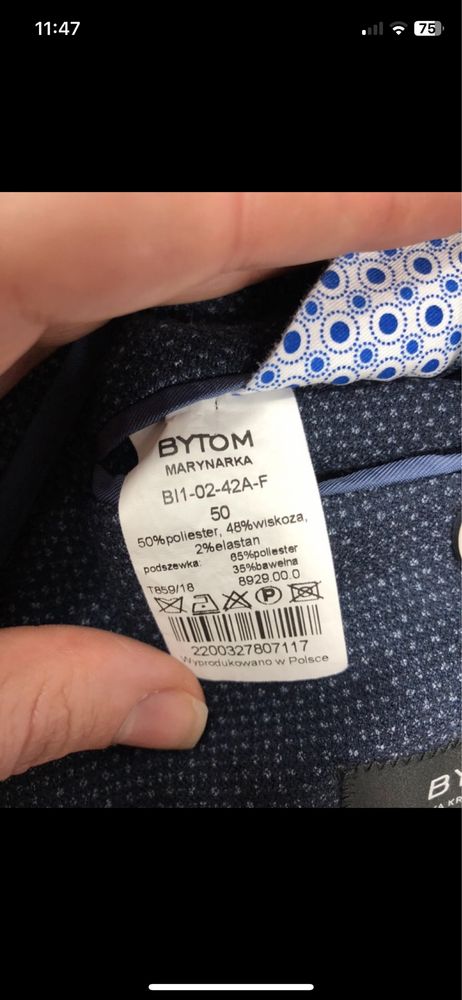 11:47
75
BYTOM
MARYNARKA
BI1-02-42A-F
50
50%poliester, 48%wiskoza,
2%elastan
podszewka: 65%poliester
35%bawełna
T859/18 8929.00.0
P
2200327807117
Wyprodukowano w Polsce
BY
KR